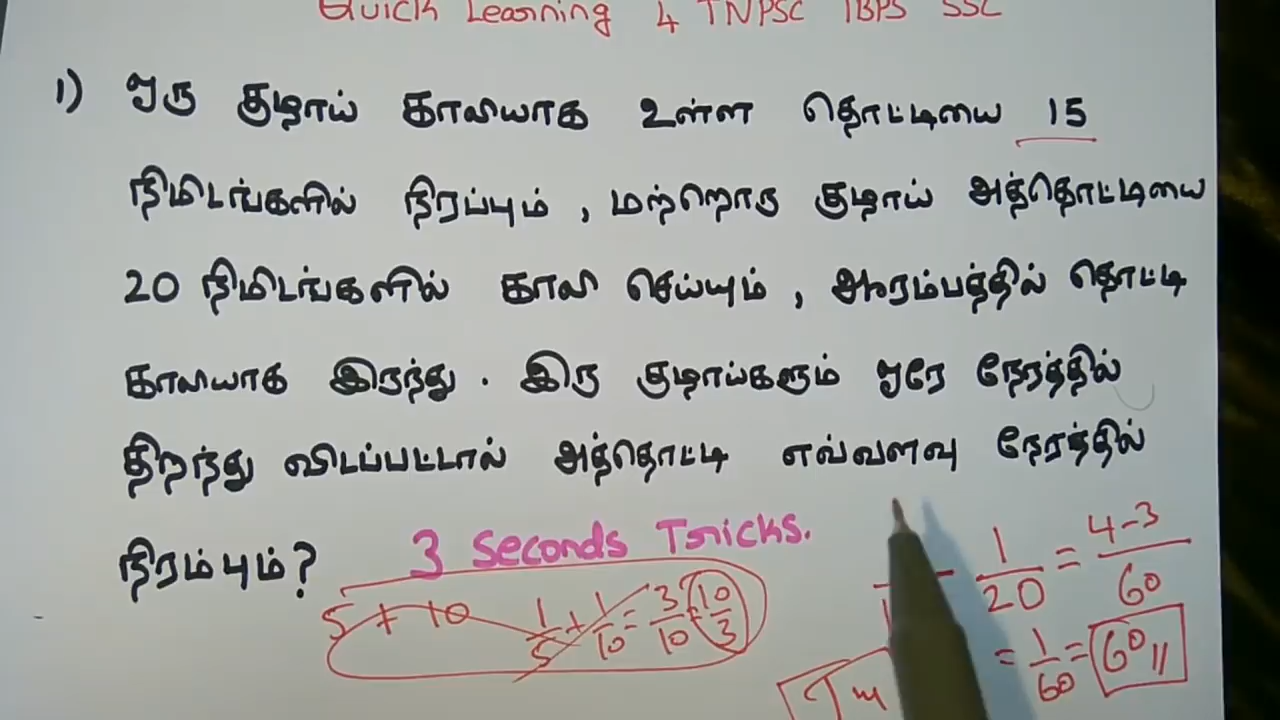 Quick Learning 4 TNPSC IBPS SSC
1) ஒரு குழாய் காலியாக உள்ள தொட்டியை 15
நிமிடங்களில் நிரப்பும் , மற்றொரு குழாய் அத்தொட்டியை
20 நிமிடங்களில் காலி செய்யும் , ஆரம்பத்தில் தொட்டி
காலியாக இருந்து . இரு குழாய்களும் ஒரே நேரத்தில்
திறந்து விடப்பட்டால் அத்தொட்டி எவ்வளவு நேரத்தில்
நிரம்பும்?
3 Seconds Tricks.
5 + 10 1/5 + 1/10 = 3/10 = 10/3
1/20 = 4-3/60
= 1/60 = 60